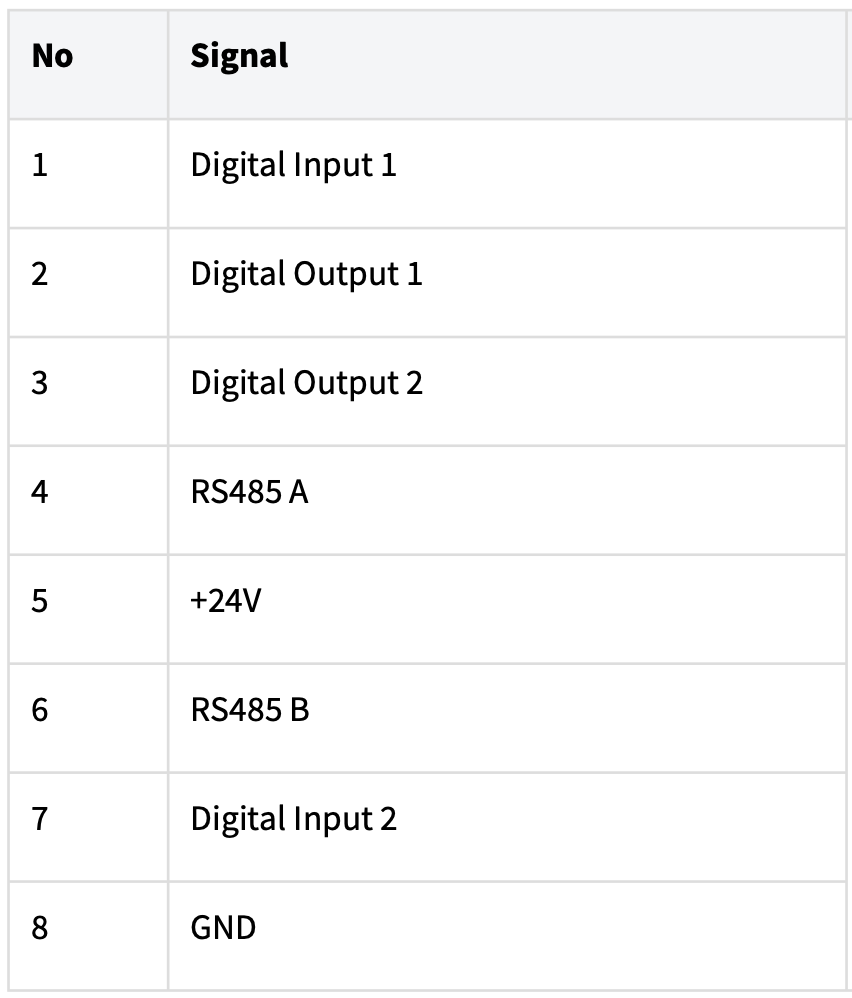 No Signal
1 Digital Input 1
2 Digital Output 1
3 Digital Output 2
4 RS485 A
5 +24V
6 RS485 B
7 Digital Input 2
8 GND